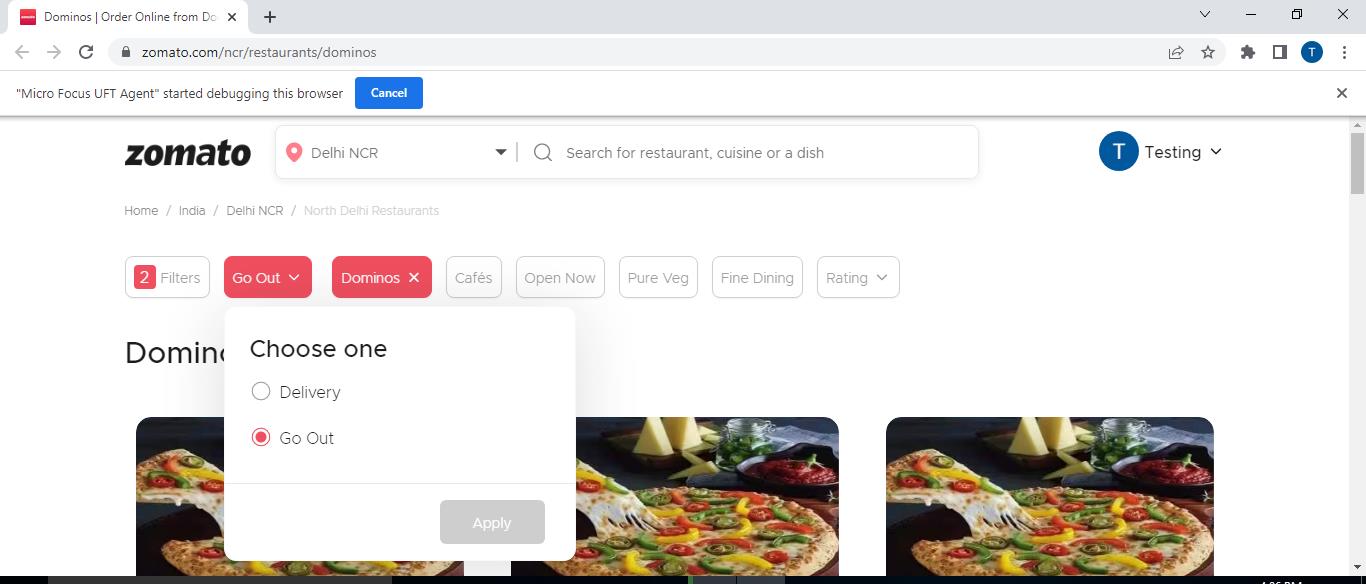 Dominos | Order Online from Do
zomato.com/ncr/restaurants/dominos
T
"Micro Focus UFT Agent" started debugging this browser
Cancel
zomato
Delhi NCR
Search for restaurant, cuisine or a dish
T
Testing
Home / India / Delhi NCR / North Delhi Restaurants
2 Filters
Go Out
Dominos
Cafés
Open Now
Pure Veg
Fine Dining
Rating
Choose one
Delivery
Go Out
Apply